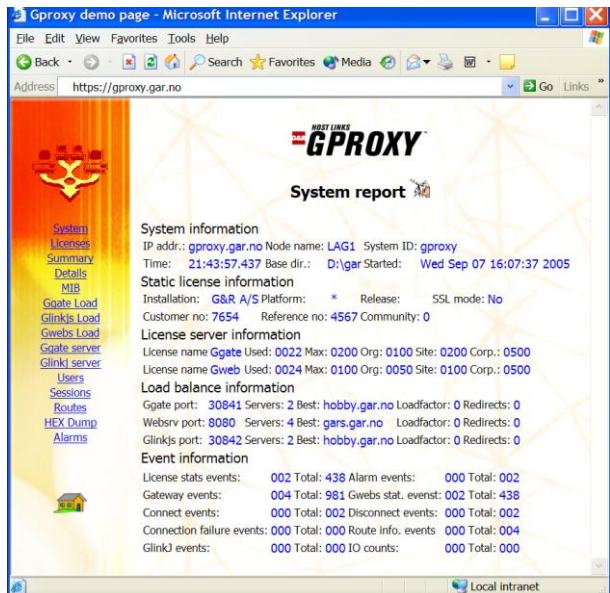 Gproxy demo page - Microsoft Internet Explorer
File Edit View Favorites Tools Help
Back Search Favorites Media
Address https://gproxy.gar.no Go Links »
HOST LINKS
G&R GPROXY
System report
System
Licenses
Summary
Details
MIB
Ggate Load
Glinkjs Load
Gwebs Load
Ggate server
Glinkj server
Users
Sessions
Routes
HEX Dump
Alarms
System information
IP addr.: gproxy.gar.no Node name: LAG1 System ID: gproxy
Time: 21:43:57.437 Base dir.: D:\gar Started: Wed Sep 07 16:07:37 2005
Static license information
Installation: G&R A/S Platform: * Release: SSL mode: No
Customer no: 7654 Reference no: 4567 Community: 0
License server information
License name Ggate Used: 0022 Max: 0200 Org: 0100 Site: 0200 Corp.: 0500
License name Gweb Used: 0024 Max: 0100 Org: 0050 Site: 0100 Corp.: 0500
Load balance information
Ggate port: 30841 Servers: 2 Best: hobby.gar.no Loadfactor: 0 Redirects: 0
Websrv port: 8080 Servers: 4 Best: gars.gar.no Loadfactor: 0 Redirects: 0
Glinkjs port: 30842 Servers: 2 Best: hobby.gar.no Loadfactor: 0 Redirects: 0
Event information
License stats events: 002 Total: 438 Alarm events: 000 Total: 002
Gateway events: 004 Total: 981 Gwebs stat. evenst: 002 Total: 438
Connect events: 000 Total: 002 Disconnect events: 000 Total: 002
Connection failure events: 000 Total: 000 Route info. events 000 Total: 004
GlinkJ events: 000 Total: 000 IO counts: 000 Total: 000
Local intranet